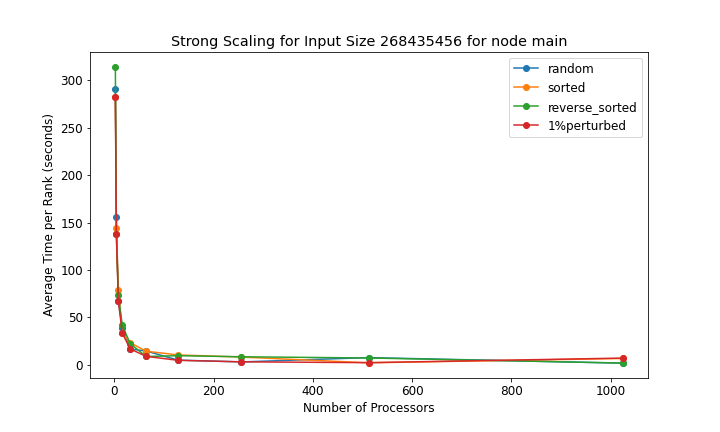 Strong Scaling for Input Size 268435456 for node main
random
sorted
reverse_sorted
1%perturbed
Average Time per Rank (seconds)
300
250
200
150
100
50
0
0 200 400 600 800 1000
Number of Processors